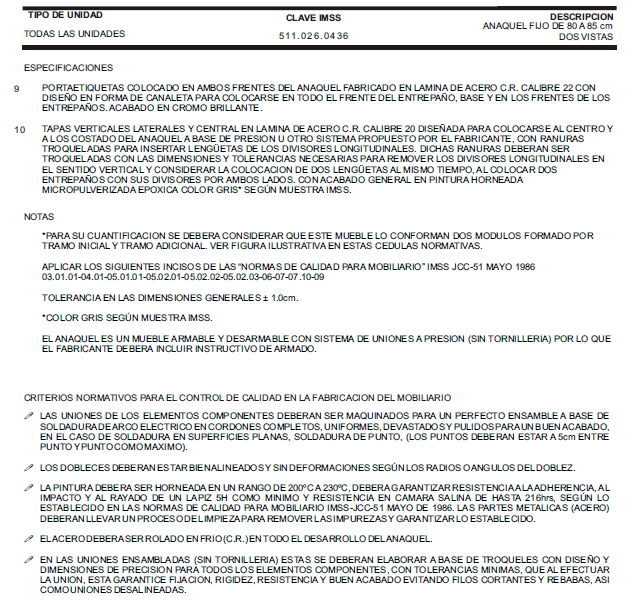 TIPO DE UNIDAD
CLAVE IMSS
DESCRIPCION
TODAS LAS UNIDADES
511.026.0436
ANAQUEL FIJO DE 80 A 85 cm
DOS VISTAS
ESPECIFICACIONES
9 PORTAETIQUETAS COLOCADO EN AMBOS FRENTES DEL ANAQUEL FABRICADO EN LAMINA DE ACERO C.R. CALIBRE 22 CON
DISEÑO EN FORMA DE CANALETA PARA COLOCARSE EN TODO EL FRENTE DEL ENTREPAÑO, BASE Y EN LOS FRENTES DE LOS
ENTREPAÑOS. ACABADO EN CROMO BRILLANTE.
10 TAPAS VERTICALES LATERALES Y CENTRAL EN LAMINA DE ACERO C.R. CALIBRE 20 DISEÑADA PARA COLOCARSE AL CENTRO Y
A LOS COSTADO DEL ANAQUEL A BASE DE PRESION U OTRO SISTEMA PROPUESTO POR EL FABRICANTE, CON RANURAS
TROQUELADAS PARA INSERTAR LENGÜETAS DE LOS DIVISORES LONGITUDINALES. DICHAS RANURAS DEBERAN SER
TROQUELADAS CON LAS DIMENSIONES Y TOLERANCIAS NECESARIAS PARA REMOVER LOS DIVISORES LONGITUDINALES EN
EL SENTIDO VERTICAL Y CONSIDERAR LA COLOCACION DE DOS LENGÜETAS AL MISMO TIEMPO, AL COLOCAR DOS
ENTREPAÑOS CON SUS DIVISORES POR AMBOS LADOS. CON ACABADO GENERAL EN PINTURA HORNEADA
MICROPULVERIZADA EPOXICA COLOR GRIS* SEGÚN MUESTRA IMSS.
NOTAS
*PARA SU CUANTIFICACION SE DEBERA CONSIDERAR QUE ESTE MUEBLE LO CONFORMAN DOS MODULOS FORMADO POR
TRAMO INICIAL Y TRAMO ADICIONAL. VER FIGURA ILUSTRATIVA EN ESTAS CEDULAS NORMATIVAS.
APLICAR LOS SIGUIENTES INCISOS DE LAS "NORMAS DE CALIDAD PARA MOBILIARIO" IMSS JCC-51 MAYO 1986
03.01.01-04.01-05.01.01-05.02.01-05.02.02-05.02.03-06-07-07.10-09
TOLERANCIA EN LAS DIMENSIONES GENERALES ± 1.0cm.
*COLOR GRIS SEGÚN MUESTRA IMSS.
EL ANAQUEL ES UN MUEBLE ARMABLE Y DESARMABLE CON SISTEMA DE UNIONES A PRESION (SIN TORNILLERIA) POR LO QUE
EL FABRICANTE DEBERA INCLUIR INSTRUCTIVO DE ARMADO.
CRITERIOS NORMATIVOS PARA EL CONTROL DE CALIDAD EN LA FABRICACION DEL MOBILIARIO
LAS UNIONES DE LOS ELEMENTOS COMPONENTES DEBERAN SER MAQUINADOS PARA UN PERFECTO ENSAMBLE A BASE DE
SOLDADURA DE ARCO ELECTRICO EN CORDONES COMPLETOS, UNIFORMES, DEVASTADOS Y PULIDOS PARA UN BUEN ACABADO,
EN EL CASO DE SOLDADURA EN SUPERFICIES PLANAS, SOLDADURA DE PUNTO, (LOS PUNTOS DEBERAN ESTAR A 5cm ENTRE
PUNTO Y PUNTO COMO MAXIMO).
LOS DOBLECES DEBERAN ESTAR BIEN ALINEADOS Y SIN DEFORMACIONES SEGÚN LOS RADIOS O ANGULOS DEL DOBLEZ.
LA PINTURA DEBERA SER HORNEADA EN UN RANGO DE 200ºC A 230ºC, DEBERA GARANTIZAR RESISTENCIA A LA ADHERENCIA, AL
IMPACTO Y AL RAYADO DE UN LAPIZ 5H COMO MINIMO Y RESISTENCIA EN CAMARA SALINA DE HASTA 216hrs, SEGÚN LO
ESTABLECIDO EN LAS NORMAS DE CALIDAD PARA MOBILIARIO IMSS-JCC-51 MAYO DE 1986. LAS PARTES METALICAS (ACERO)
DEBERAN LLEVAR UN PROCESO DE LIMPIEZA PARA REMOVER LAS IMPUREZAS Y GARANTIZAR LO ESTABLECIDO.
EL ACERO DEBERA SER ROLADO EN FRIO (C.R.) EN TODO EL DESARROLLO DEL ANAQUEL.
EN LAS UNIONES ENSAMBLADAS (SIN TORNILLERIA) ESTAS SE DEBERAN ELABORAR A BASE DE TROQUELES CON DISEÑO Y
DIMENSIONES DE PRECISION PARA TODOS LOS ELEMENTOS COMPONENTES, CON TOLERANCIAS MINIMAS, QUE AL EFECTUAR
LA UNION, ESTA GARANTICE FIJACION, RIGIDEZ, RESISTENCIA Y BUEN ACABADO EVITANDO FILOS CORTANTES Y REBABAS, ASI
COMO UNIONES DESALINEADAS.